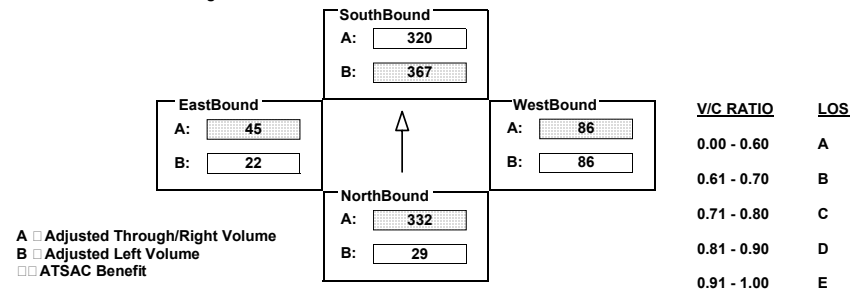 SouthBound
A: 320
B: 367
EastBound
A: 45
B: 22
WestBound
A: 86
B: 86
NorthBound
A: 332
B: 29
A □ Adjusted Through/Right Volume
B □ Adjusted Left Volume
□□ ATSAC Benefit
V/C RATIO LOS
0.00 - 0.60 A
0.61 - 0.70 B
0.71 - 0.80 C
0.81 - 0.90 D
0.91 - 1.00 E